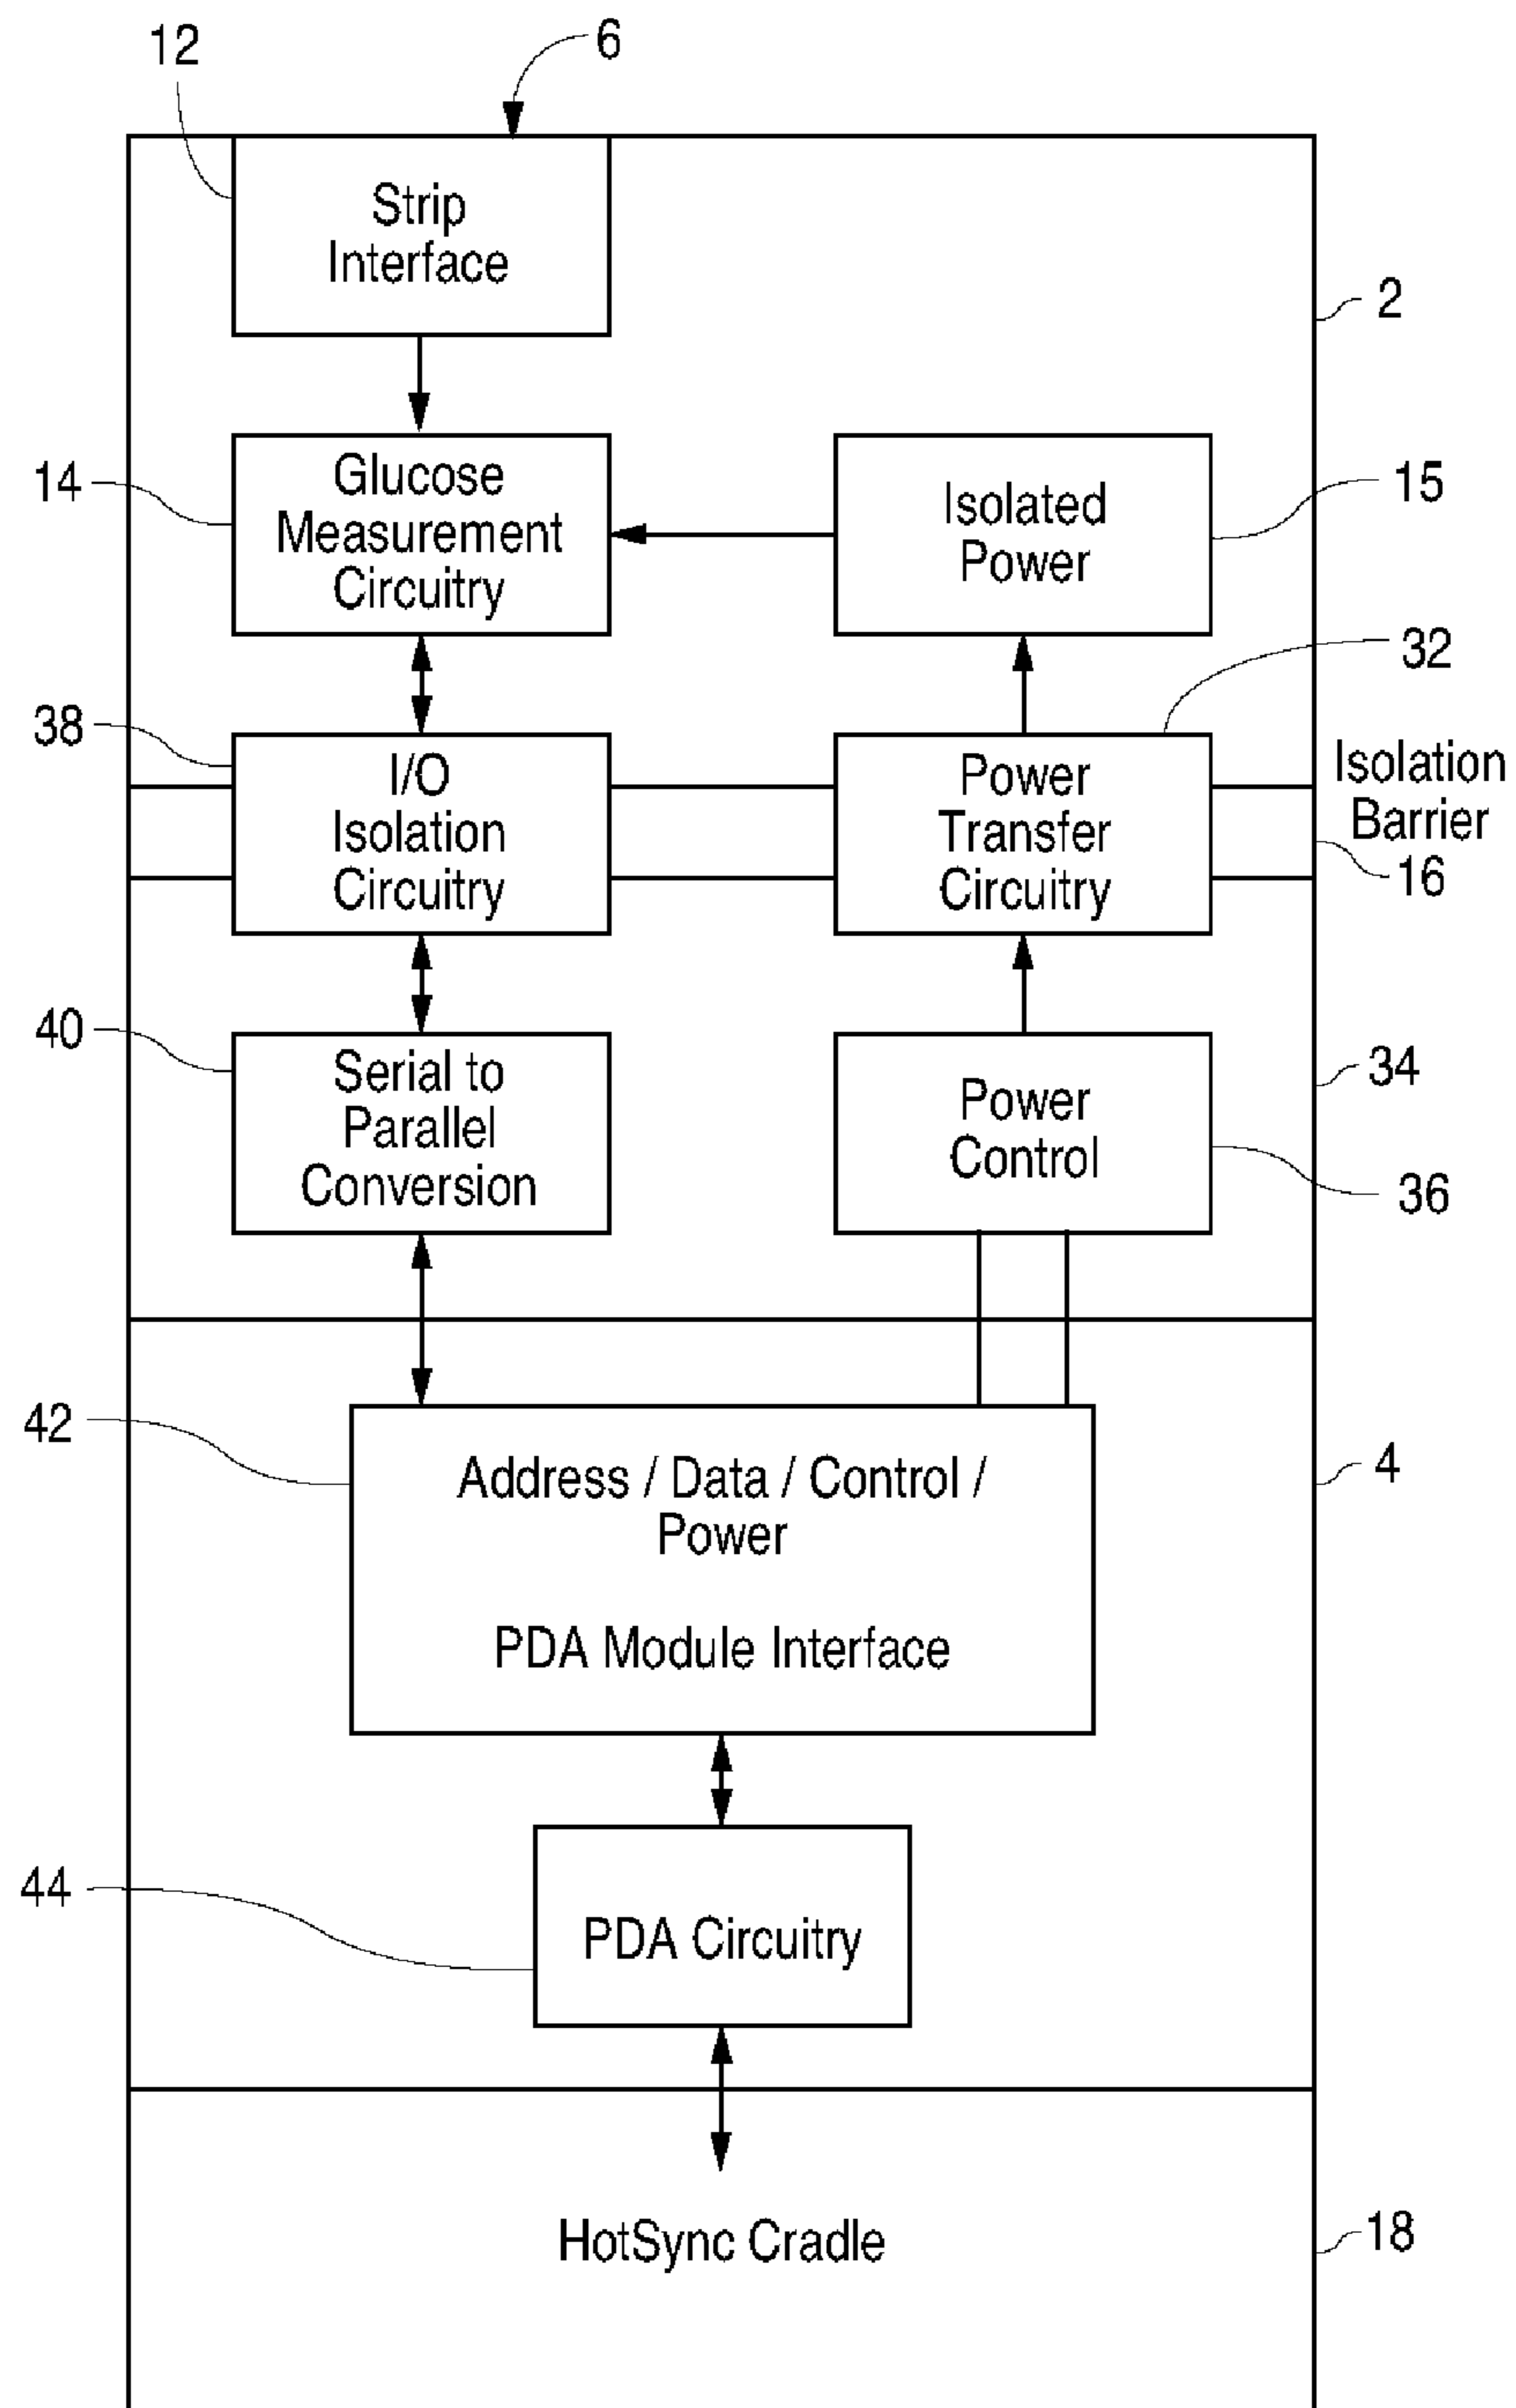 12
6
Strip
Interface
2
14
Glucose
Measurement
Circuitry
Isolated
Power
15
32
38
I/O
Isolation
Circuitry
Power
Transfer
Circuitry
Isolation
Barrier
16
40
Serial to
Parallel
Conversion
Power
Control
34
36
42
Address / Data / Control /
Power
PDA Module Interface
4
44
PDA Circuitry
HotSync Cradle
18